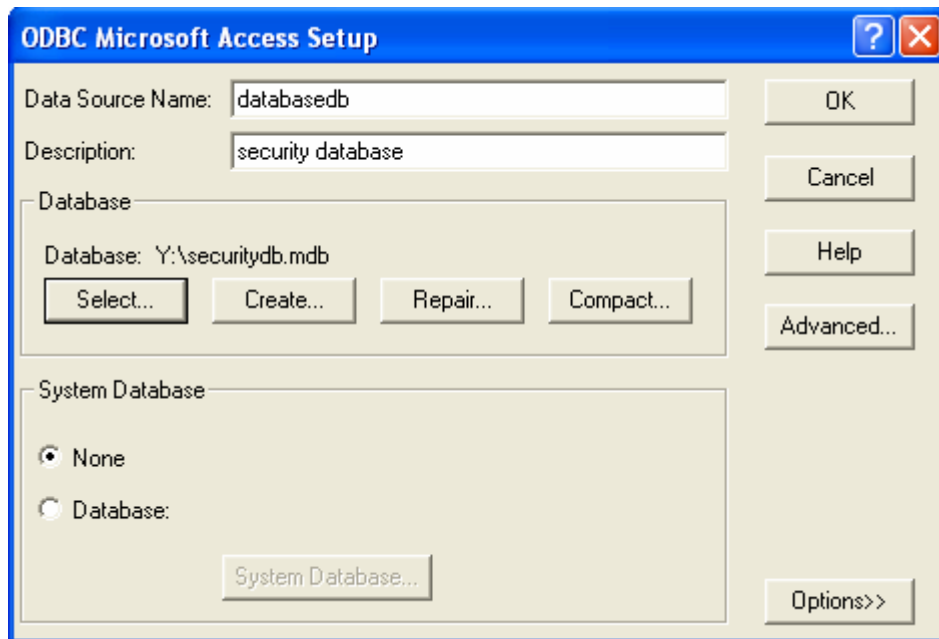 ODBC Microsoft Access Setup
Data Source Name: databasedb
OK
Description: security database
Cancel
Database
Database: Y:\securitydb.mdb
Help
Select... Create... Repair... Compact...
Advanced...
System Database
None
Database:
System Database...
Options>>